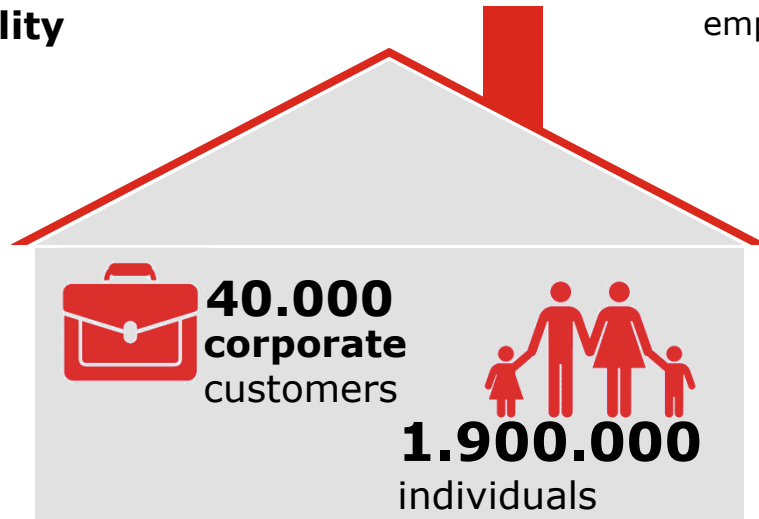 lity
emp
40.000
corporate
customers
1.900.000
individuals